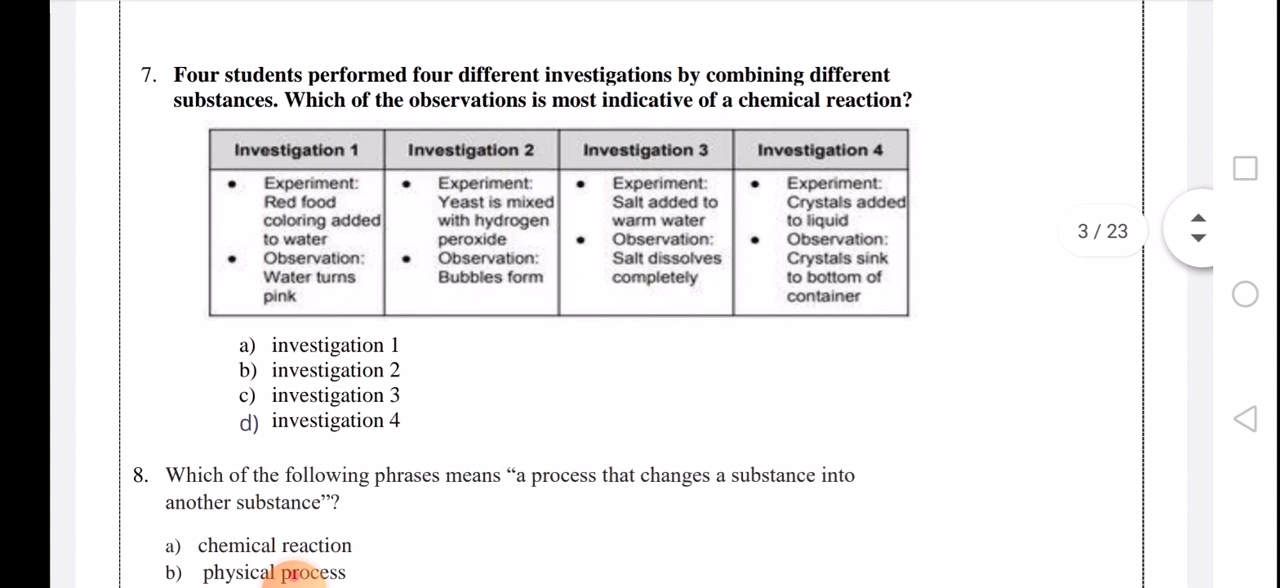 7. Four students performed four different investigations by combining different
substances. Which of the observations is most indicative of a chemical reaction?
Investigation 1
• Experiment:
Red food
coloring added
to water
• Observation:
Water turns
pink
Investigation 2
• Experiment:
Yeast is mixed
with hydrogen
peroxide
• Observation:
Bubbles form
Investigation 3
• Experiment:
Salt added to
warm water
• Observation:
Salt dissolves
completely
Investigation 4
• Experiment:
Crystals added
to liquid
• Observation:
Crystals sink
to bottom of
container
3 / 23
a) investigation 1
b) investigation 2
c) investigation 3
d) investigation 4
8. Which of the following phrases means “a process that changes a substance into
another substance”?
a) chemical reaction
b) physical process